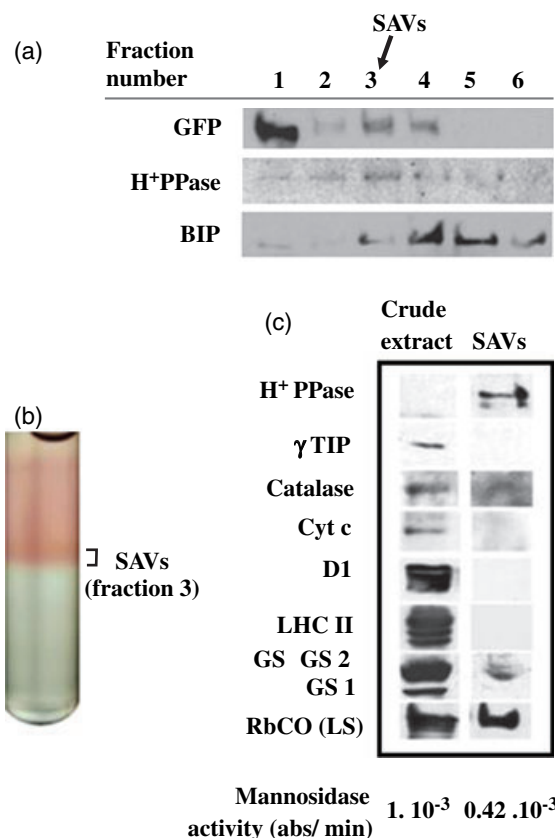 (a)
SAVs
Fraction
number 1 2 3 4 5 6
GFP
H⁺PPase
BIP
(c)
Crude
extract SAVs
H⁺ PPase
γ TIP
Catalase
Cyt c
D1
LHC II
GS GS 2
GS 1
RbCO (LS)
Mannosidase
activity (abs/ min) 1. 10⁻³ 0.42 .10⁻³
(b)
SAVs
(fraction 3)